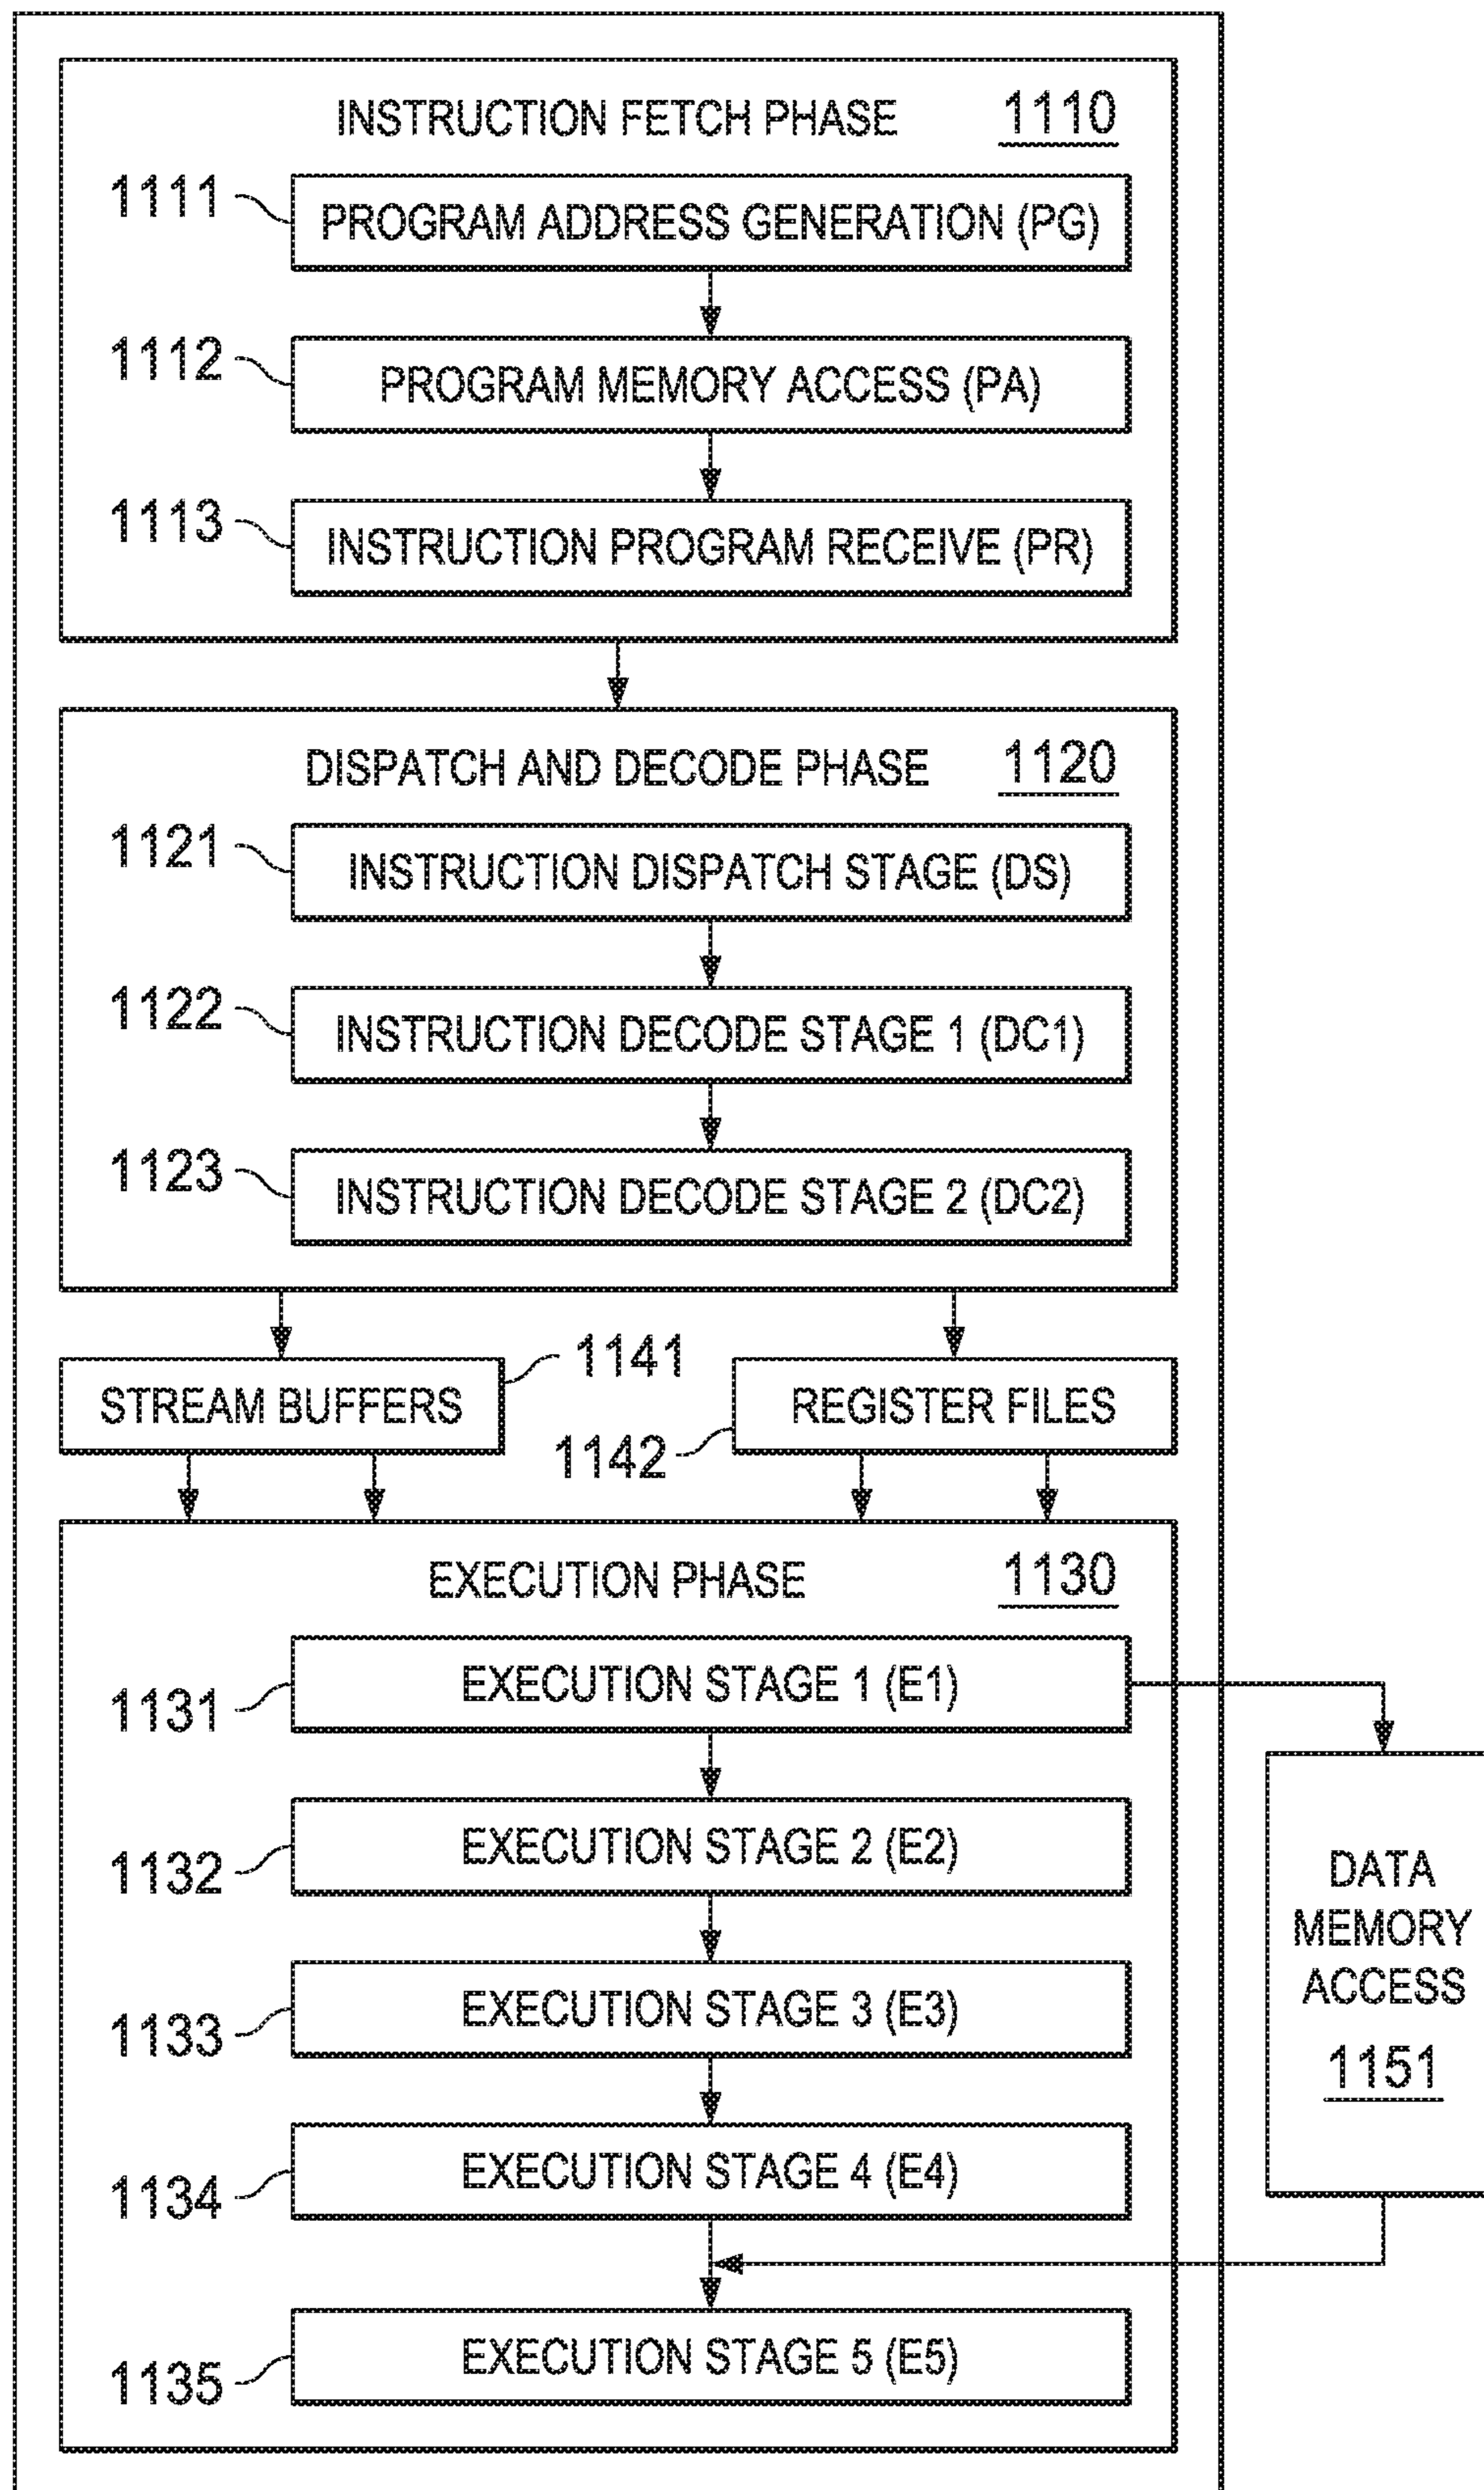 INSTRUCTION FETCH PHASE 1110
1111 PROGRAM ADDRESS GENERATION (PG)
1112 PROGRAM MEMORY ACCESS (PA)
1113 INSTRUCTION PROGRAM RECEIVE (PR)
DISPATCH AND DECODE PHASE 1120
1121 INSTRUCTION DISPATCH STAGE (DS)
1122 INSTRUCTION DECODE STAGE 1 (DC1)
1123 INSTRUCTION DECODE STAGE 2 (DC2)
STREAM BUFFERS 1141
1142 REGISTER FILES
EXECUTION PHASE 1130
1131 EXECUTION STAGE 1 (E1)
1132 EXECUTION STAGE 2 (E2)
1133 EXECUTION STAGE 3 (E3)
1134 EXECUTION STAGE 4 (E4)
1135 EXECUTION STAGE 5 (E5)
DATA
MEMORY
ACCESS
1151